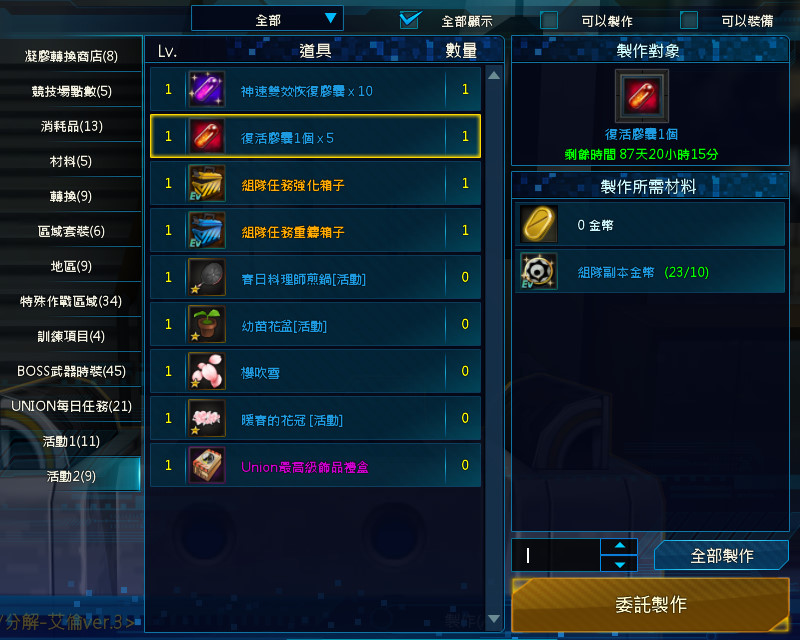 全部
全部顯示
可以製作
可以裝備
凝膠轉換商店(8)
競技場點數(5)
消耗品(13)
材料(5)
轉換(9)
區域套裝(6)
地區(9)
特殊作戰區域(34)
訓練項目(4)
BOSS武器時裝(45)
UNION每日任務(21)
活動1(11)
活動2(9)
Lv. 道具 數量
1 神速雙效恢復膠囊 x 10 1
1 復活膠囊1個 x 5 1
1 組隊任務強化箱子 1
1 組隊任務重鑄箱子 1
1 春日料理師煎鍋[活動] 0
1 幼苗花盆[活動] 0
1 櫻吹雪 0
1 暖春的花冠 [活動] 0
1 Union最高級飾品禮盒 0
製作對象
復活膠囊1個
剩餘時間 87天20小時15分
製作所需材料
0 金幣
組隊副本金幣 (23/10)
全部製作
委託製作
/分解-艾倫ver.3>
製作